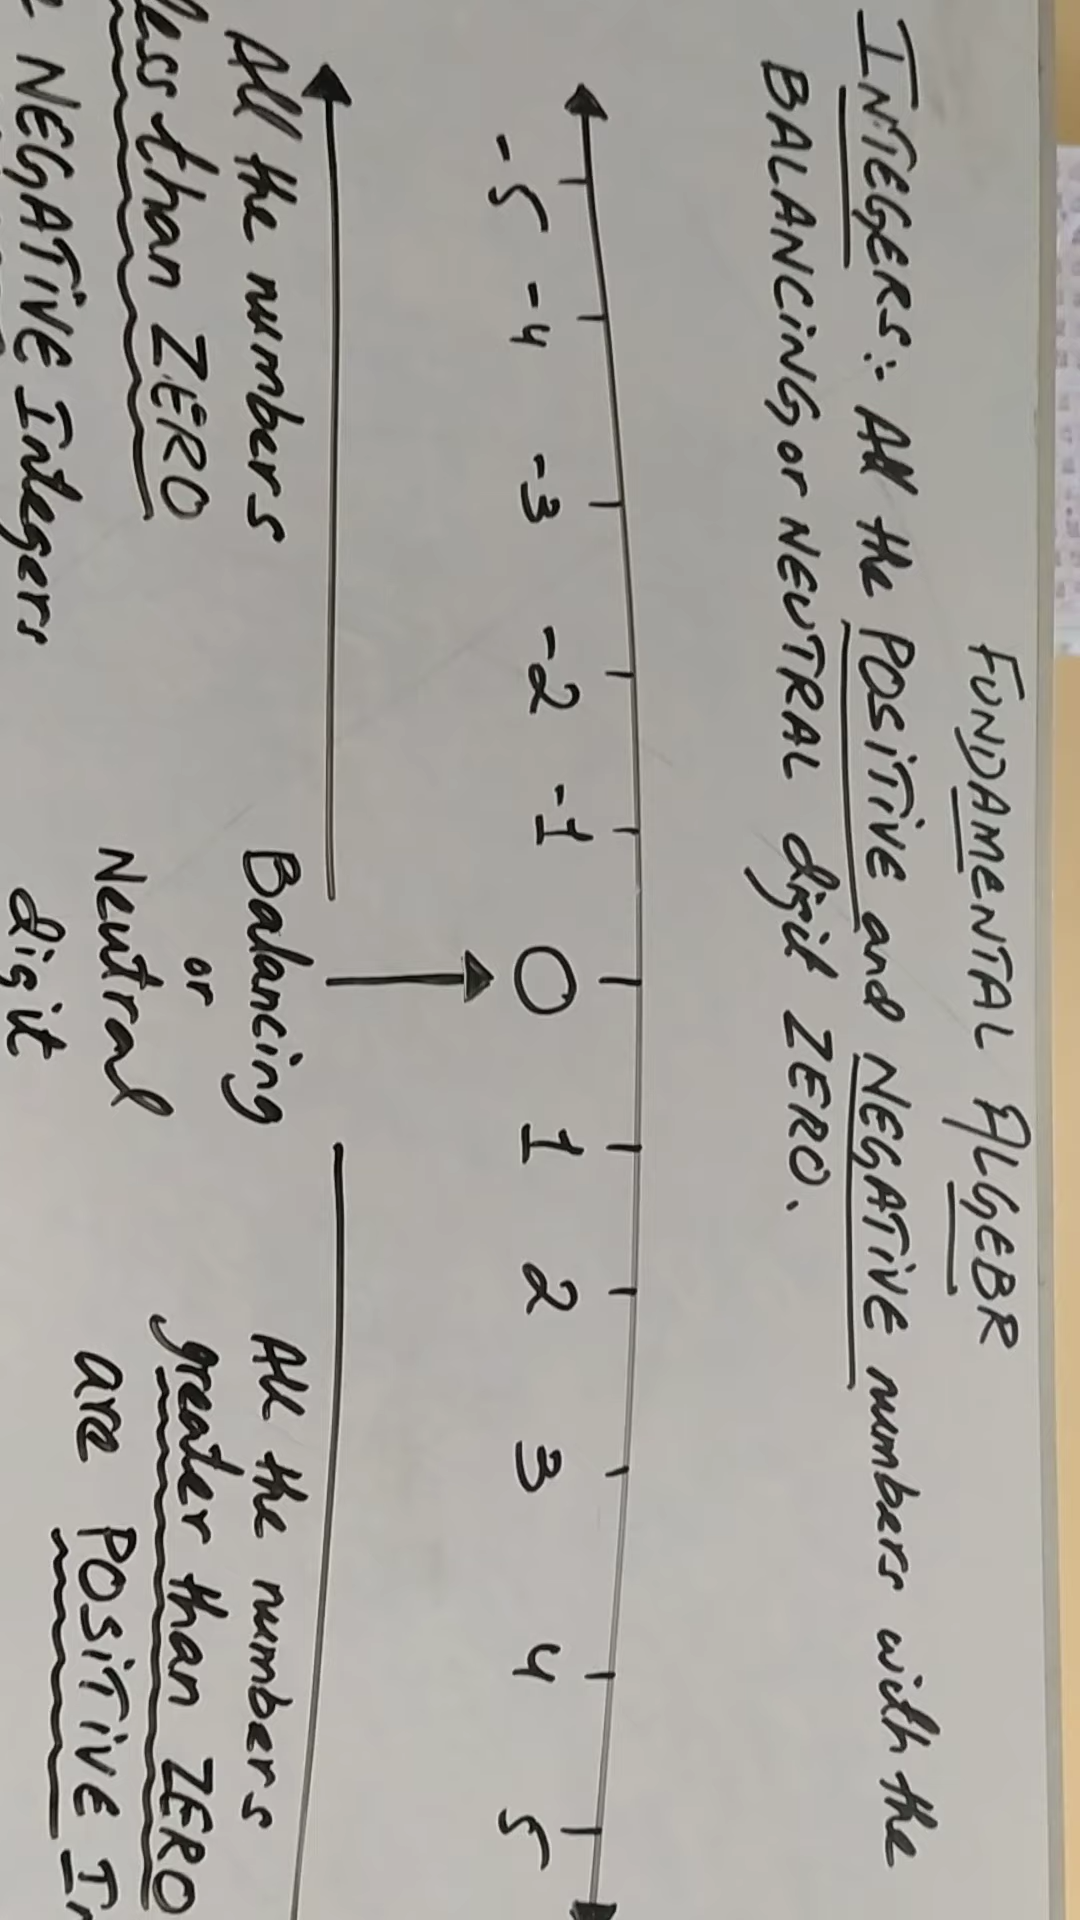 FUNDAMENTAL ALGEBR
INTEGERS:- All the POSITIVE and NEGATIVE numbers with the
BALANCING or NEUTRAL digit ZERO.
-5 -4 -3 -2 -1 0 1 2 3 4 5
All the numbers
less than ZERO
NEGATIVE Integers
Balancing
or
Neutral
digit
All the numbers
greater than ZERO
are POSITIVE In